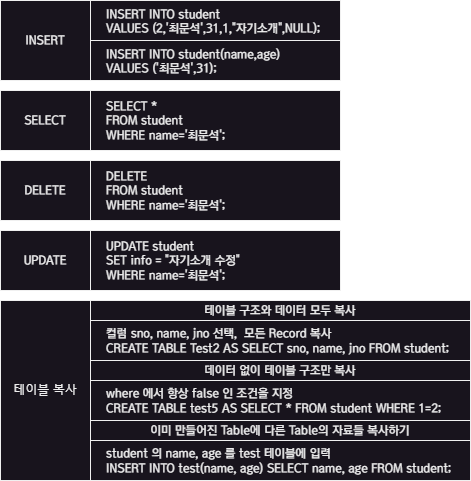 INSERT
INSERT INTO student
VALUES (2,'최문석',31,1,"자기소개",NULL);
INSERT INTO student(name,age)
VALUES ('최문석',31);
SELECT
SELECT *
FROM student
WHERE name='최문석';
DELETE
DELETE
FROM student
WHERE name='최문석';
UPDATE
UPDATE student
SET info = "자기소개 수정"
WHERE name='최문석';
테이블 복사
테이블 구조와 데이터 모두 복사
컬럼 sno, name, jno 선택, 모든 Record 복사
CREATE TABLE Test2 AS SELECT sno, name, jno FROM student;
데이터 없이 테이블 구조만 복사
where 에서 항상 false 인 조건을 지정
CREATE TABLE test5 AS SELECT * FROM student WHERE 1=2;
이미 만들어진 Table에 다른 Table의 자료들 복사하기
student 의 name, age 를 test 테이블에 입력
INSERT INTO test(name, age) SELECT name, age FROM student;